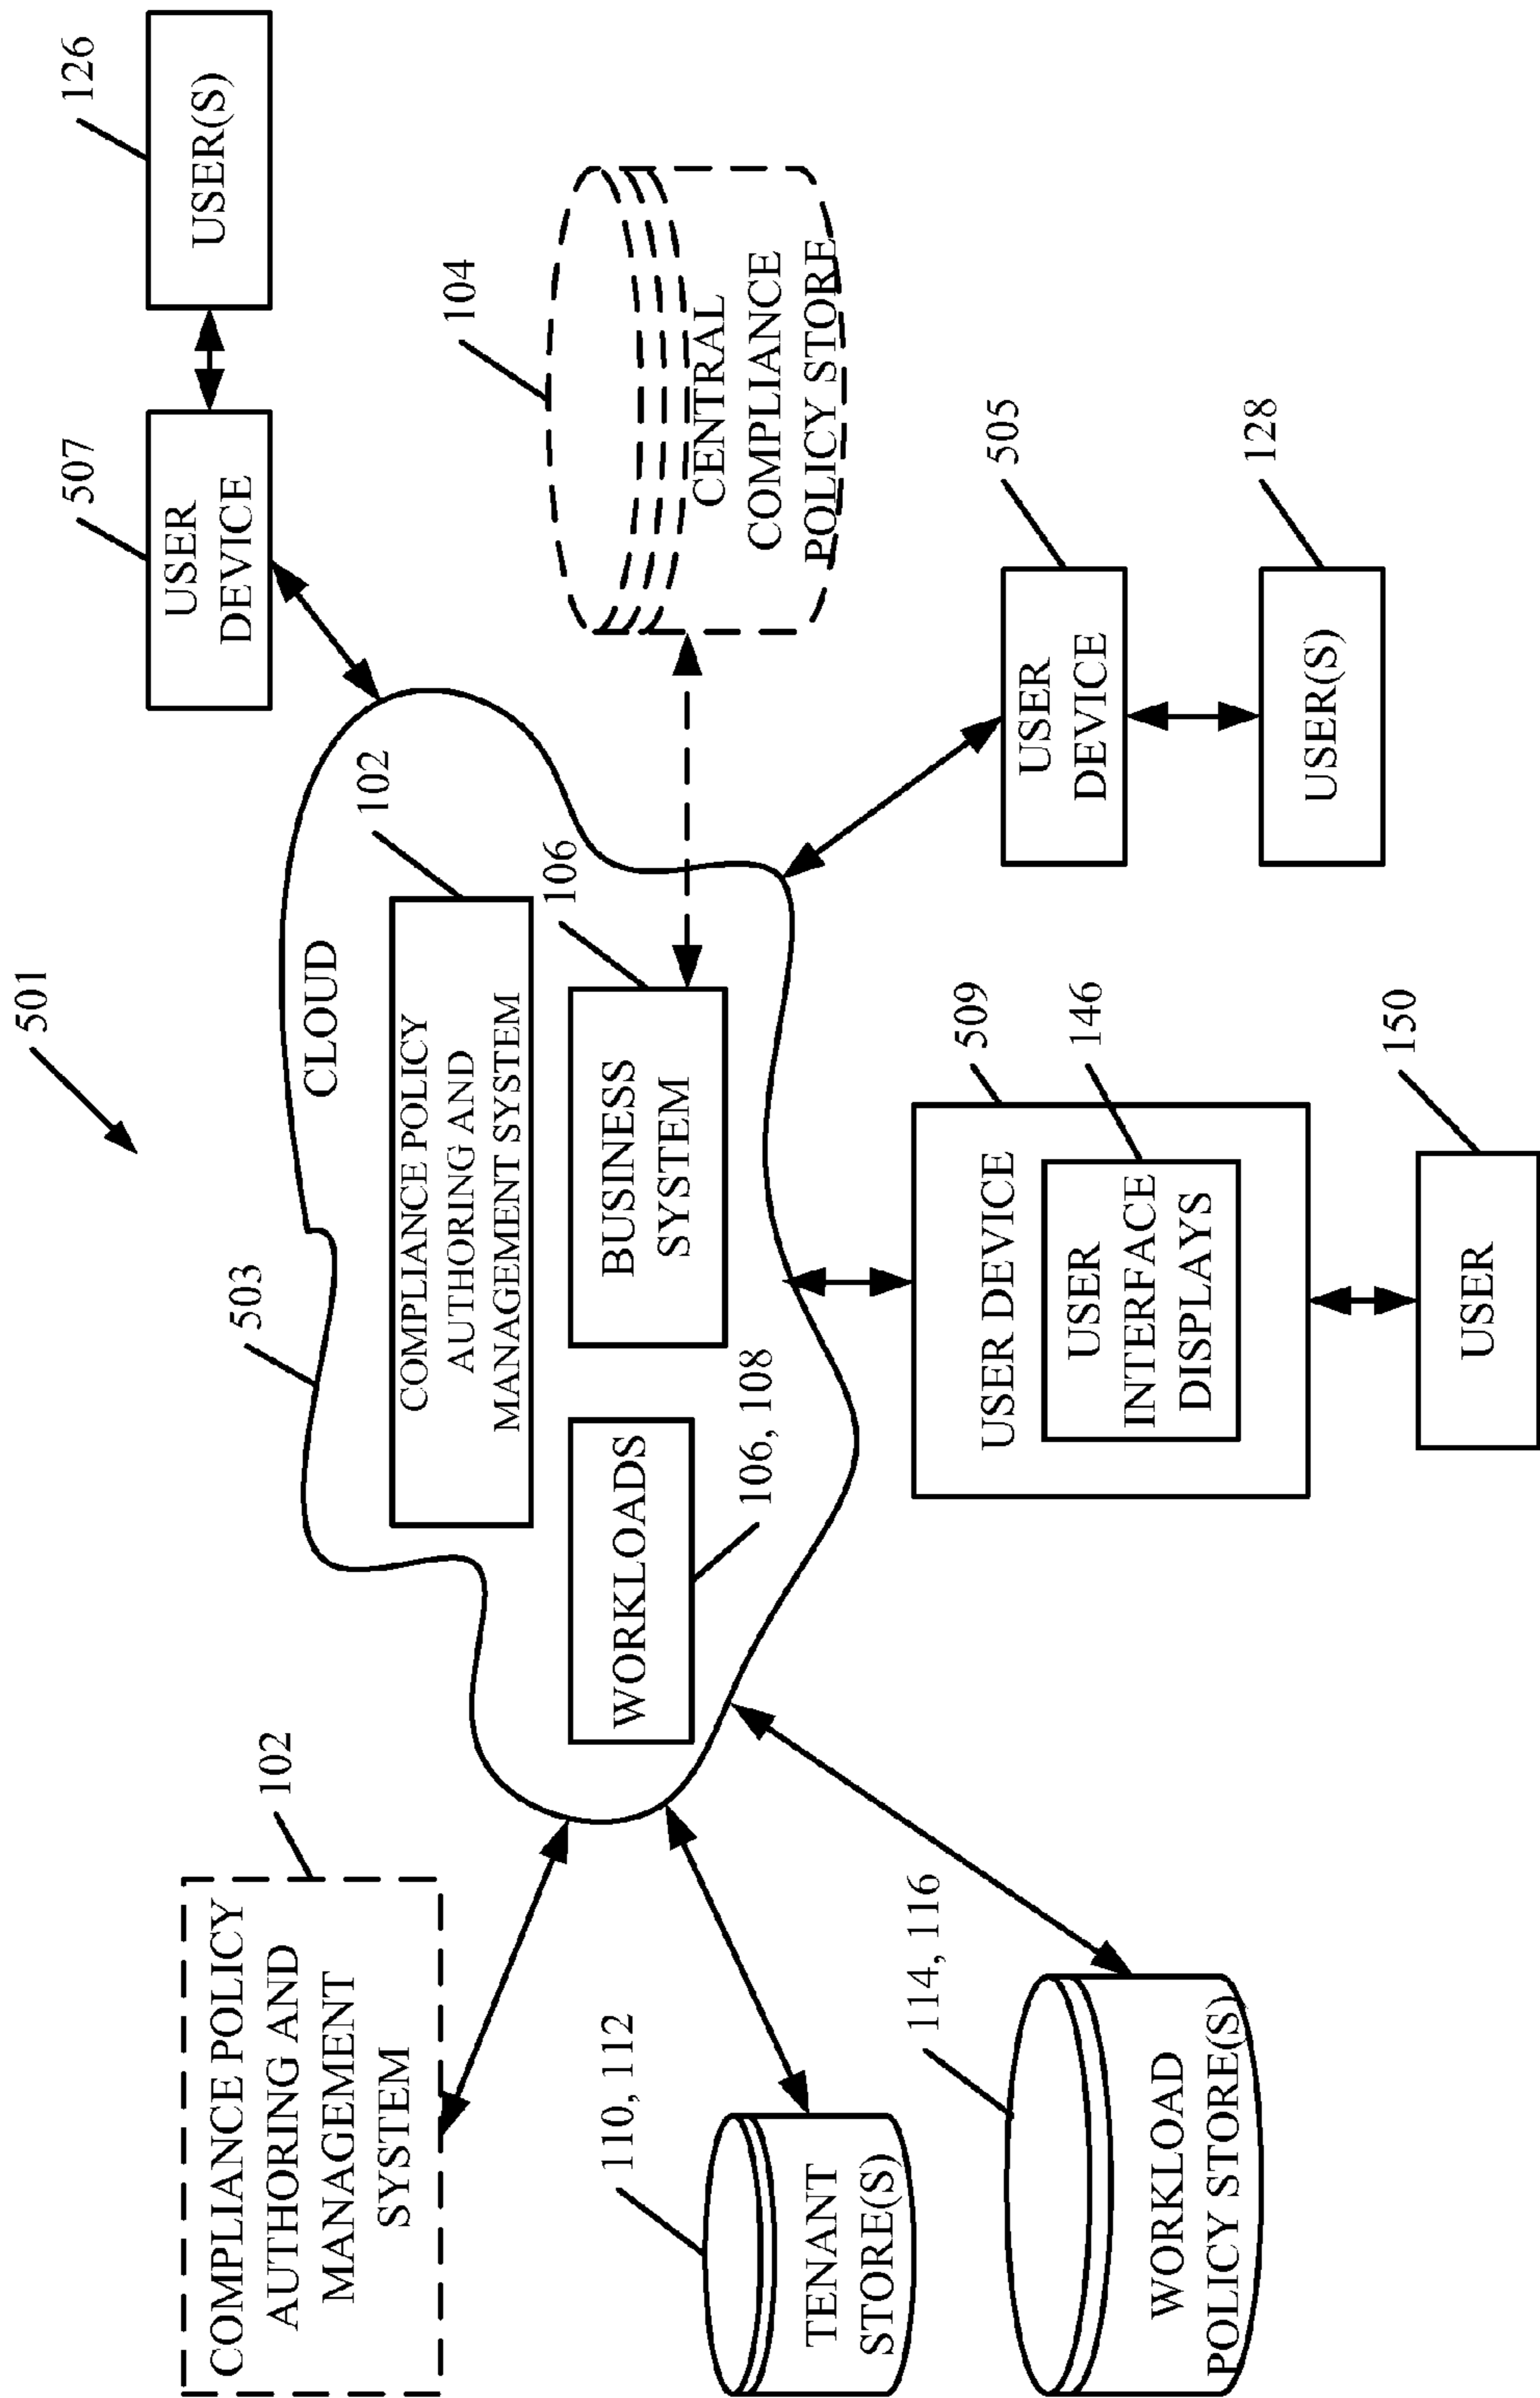 501
COMPLIANCE POLICY
AUTHORING AND
MANAGEMENT
SYSTEM
102
503
CLOUD
COMPLIANCE POLICY
AUTHORING AND
MANAGEMENT SYSTEM
102
WORKLOADS
106, 108
BUSINESS
SYSTEM
106
USER
DEVICE
507
USER(S)
126
CENTRAL
COMPLIANCE
POLICY STORE
104
TENANT
STORE(S)
110, 112
WORKLOAD
POLICY STORE(S)
114, 116
USER DEVICE
509
USER
INTERFACE
DISPLAYS
146
USER
150
USER
DEVICE
505
USER(S)
128